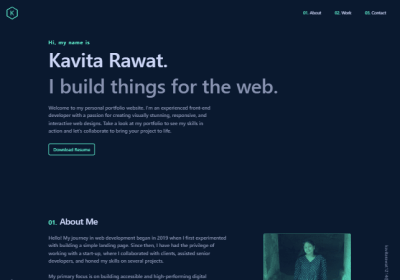 K
01. About
02. Work
03. Contact
Hi, my name is
Kavita Rawat.
I build things for the web.
Welcome to my personal portfolio website. I'm an experienced front-end
developer with a passion for creating visually stunning, responsive, and
interactive web designs. Take a look at my portfolio to see my skills in
action and let's collaborate to bring your project to life.
Download Resume
01. About Me
Hello! My journey in web development began in 2019 when I first experimented
with building a simple landing page. Since then, I have had the privilege of
working with a start-up, where I collaborated with clients, assisted senior
developers, and honed my skills on several projects.
My primary focus is on building accessible and high-performing digital